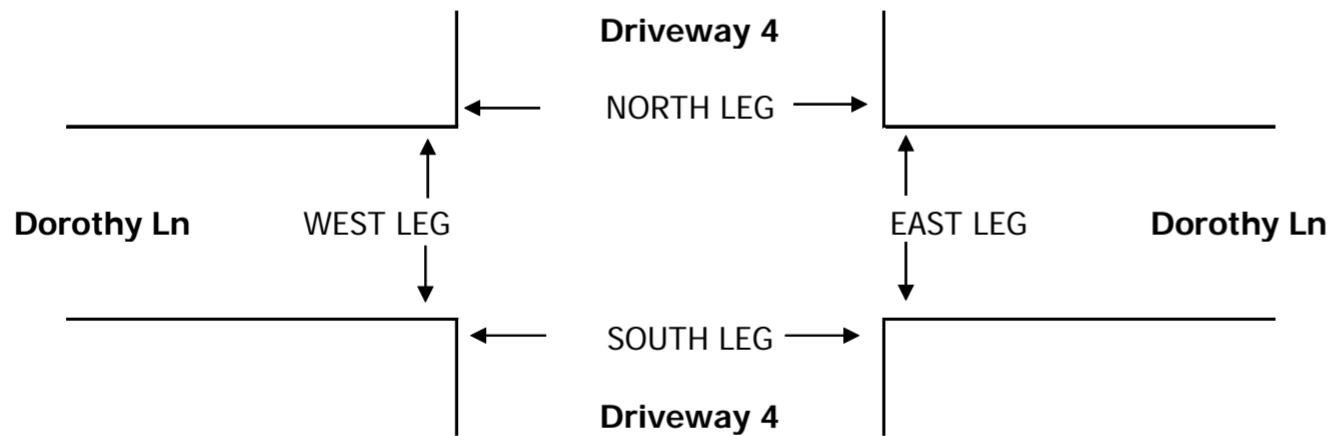 Driveway 4
NORTH LEG
Dorothy Ln WEST LEG EAST LEG Dorothy Ln
SOUTH LEG
Driveway 4